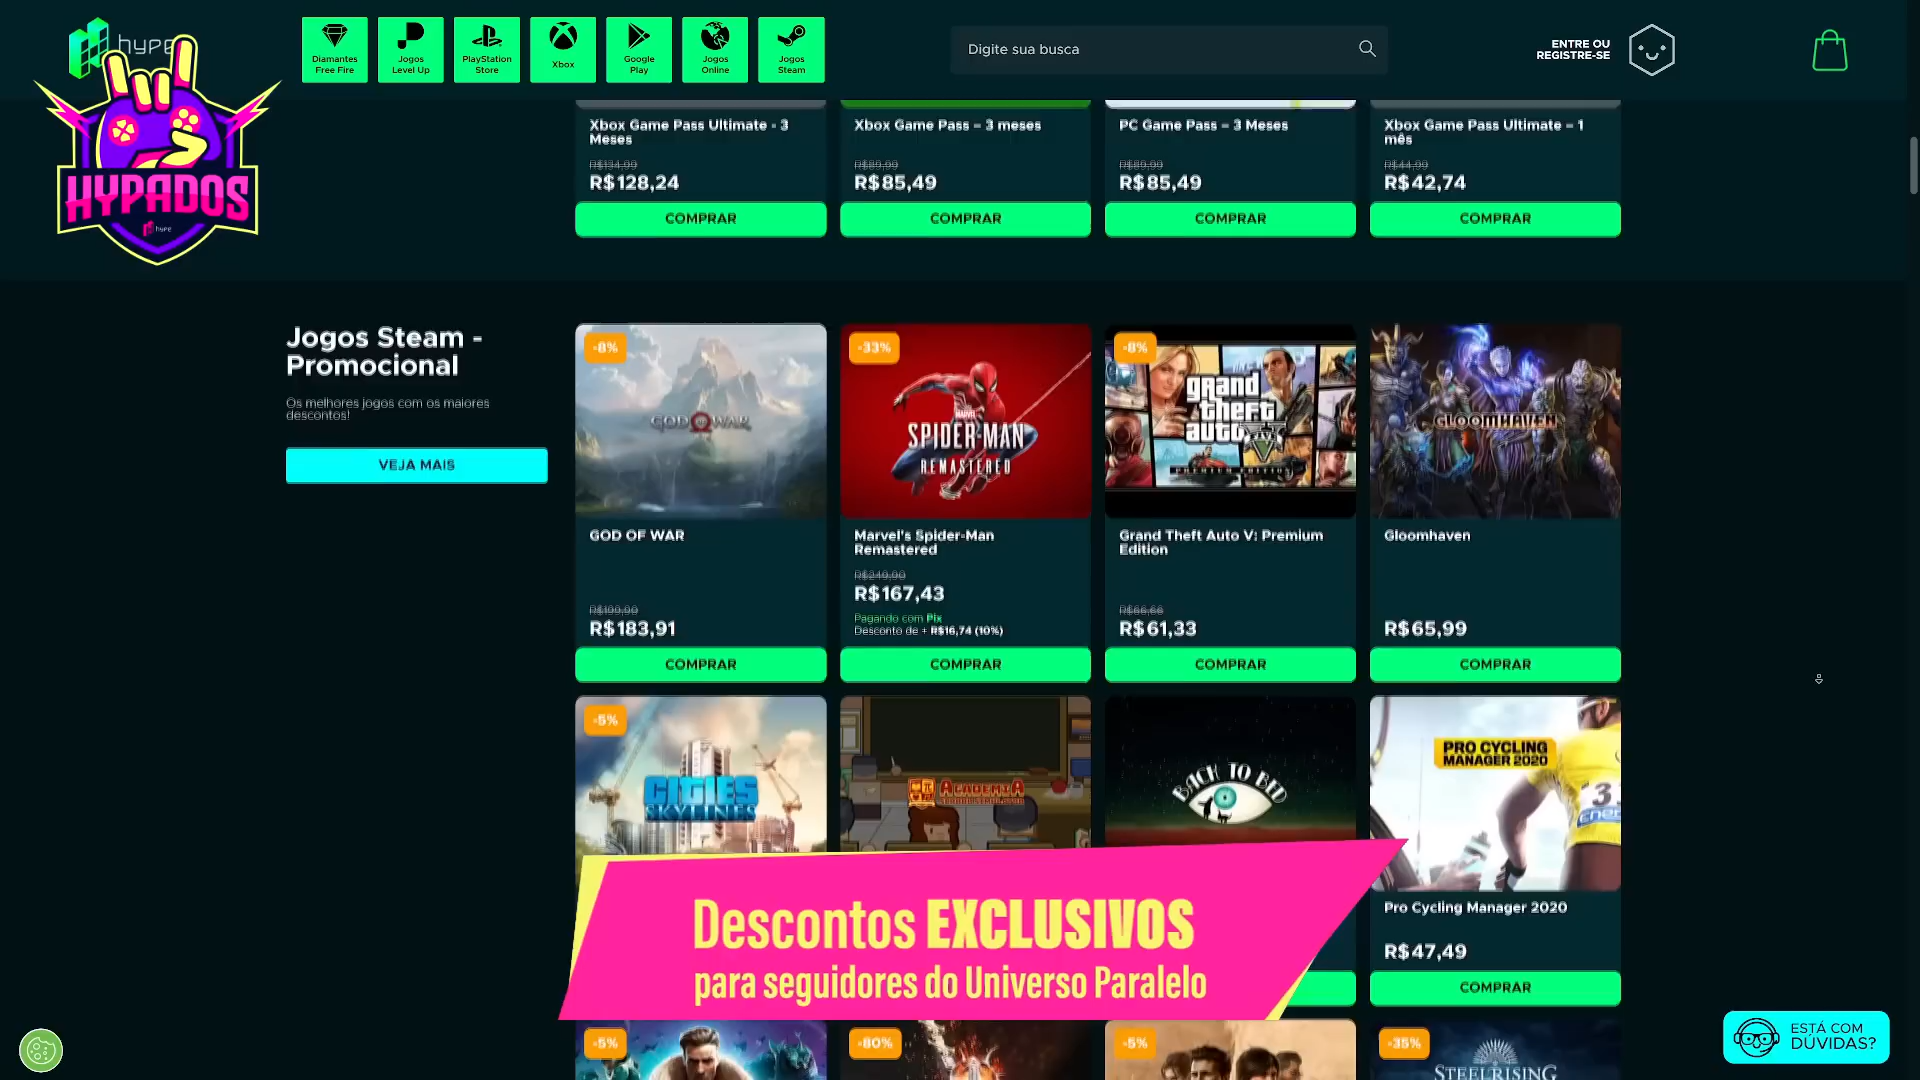 hype
Diamantes
Free Fire
Jogos
Level Up
PlayStation
Store
Xbox
Google
Play
Jogos
Online
Jogos
Steam
Digite sua busca
ENTRE OU
REGISTRE-SE
HYPADOS
hype
Xbox Game Pass Ultimate - 3
Meses
R$134,99
R$128,24
COMPRAR
Xbox Game Pass – 3 meses
R$89,99
R$85,49
COMPRAR
PC Game Pass – 3 Meses
R$89,99
R$85,49
COMPRAR
Xbox Game Pass Ultimate – 1
mês
R$44,99
R$42,74
COMPRAR
Jogos Steam -
Promocional
Os melhores jogos com os maiores
descontos!
VEJA MAIS
-8%
GOD OF WAR
GOD OF WAR
R$199,90
R$183,91
COMPRAR
-33%
MARVEL
SPIDER-MAN
REMASTERED
Marvel's Spider-Man
Remastered
R$249,90
R$167,43
Pagando com Pix
Desconto de + R$16,74 (10%)
COMPRAR
-8%
grand
theft
auto V
PREMIUM EDITION
Grand Theft Auto V: Premium
Edition
R$66,66
R$61,33
COMPRAR
GLOOMHAVEN
Gloomhaven
R$65,99
COMPRAR
-5%
CITIES
SKYLINES
ACADEMIA
BACK TO BED
PRO CYCLING
MANAGER 2020
Pro Cycling Manager 2020
R$47,49
COMPRAR
Descontos EXCLUSIVOS
para seguidores do Universo Paralelo
-5%
-80%
-5%
-35%
STEELRISING
ESTÁ COM
DÚVIDAS?